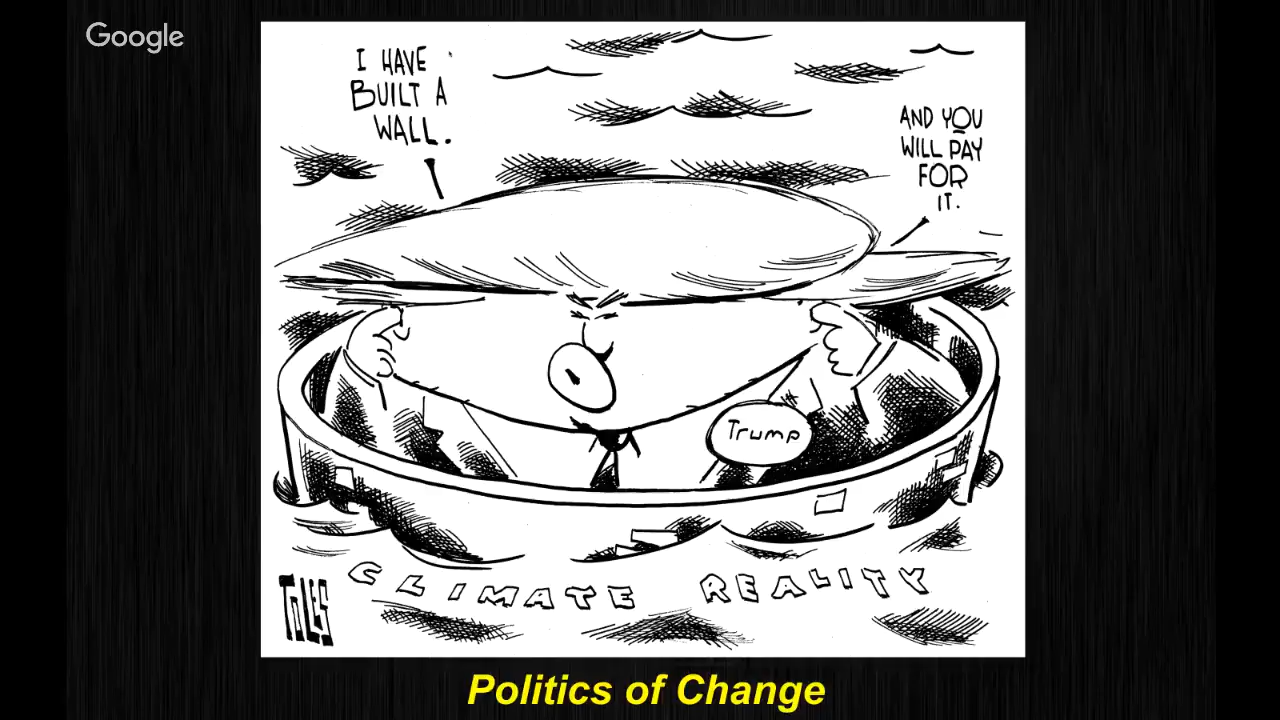 Google
I HAVE
BUILT A
WALL.
AND YOU
WILL PAY
FOR
IT.
Trump
CLIMATE REALITY
TOLES
Politics of Change